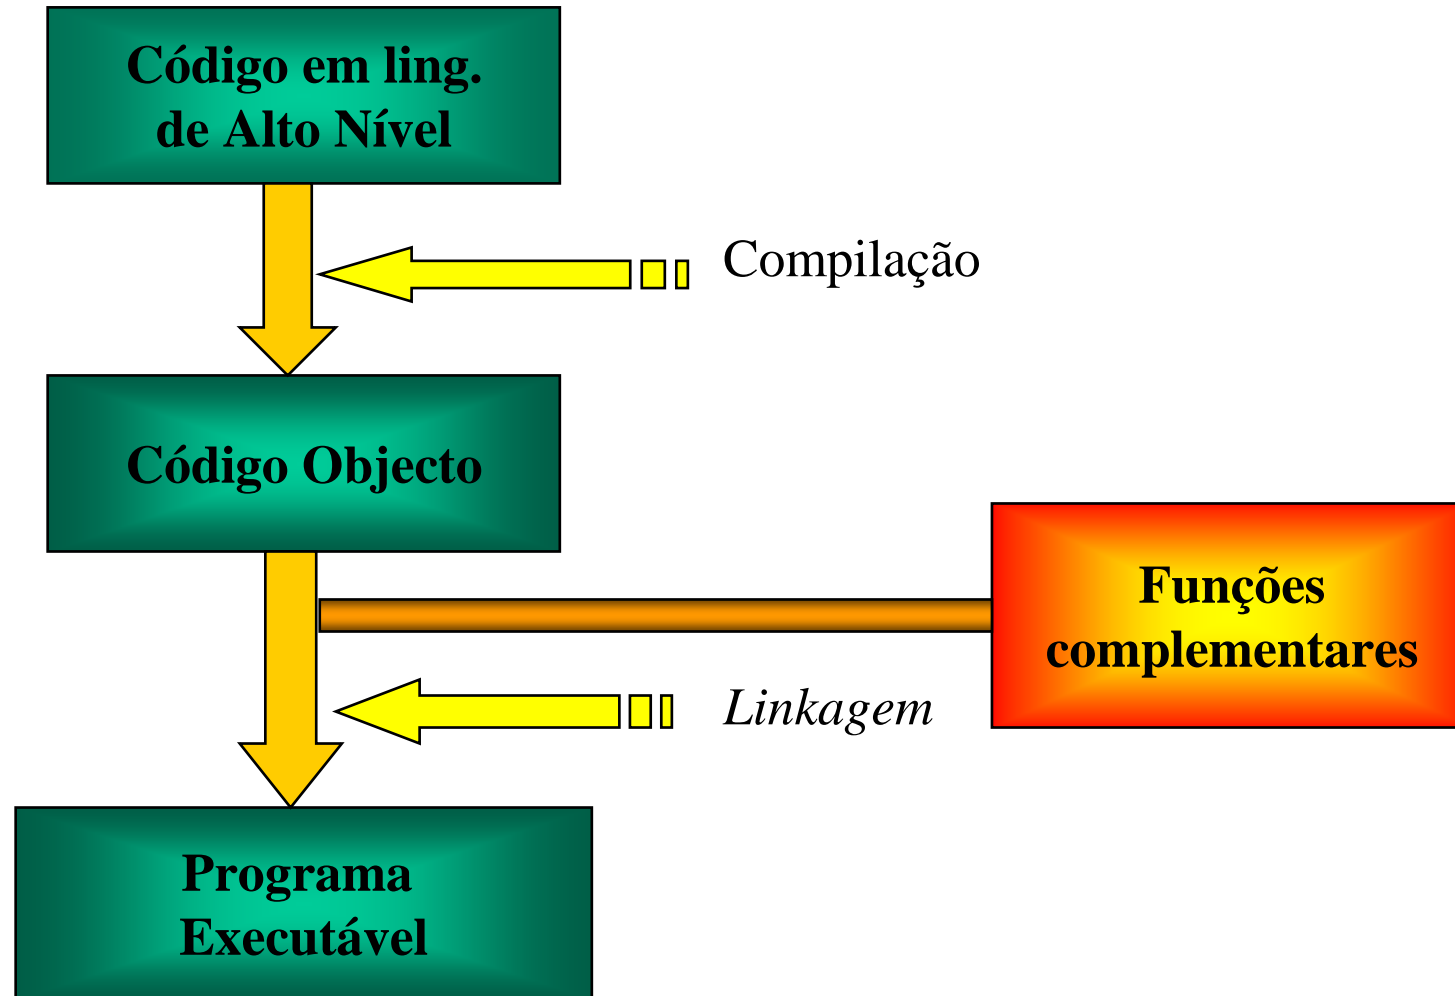 Código em ling.
de Alto Nível
Compilação
Código Objecto
Funções
complementares
Linkagem
Programa
Executável